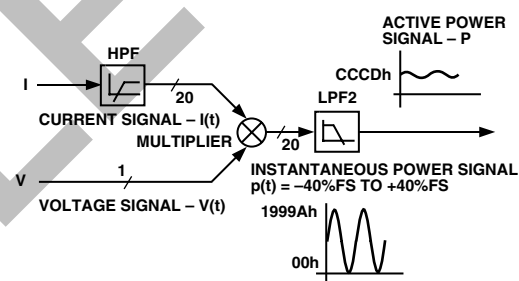 ACTIVE POWER
SIGNAL – P
HPF
CCCDh
I
20
LPF2
CURRENT SIGNAL – I(t)
MULTIPLIER
20
1
INSTANTANEOUS POWER SIGNAL
p(t) = –40%FS TO +40%FS
V
VOLTAGE SIGNAL – V(t)
1999Ah
00h